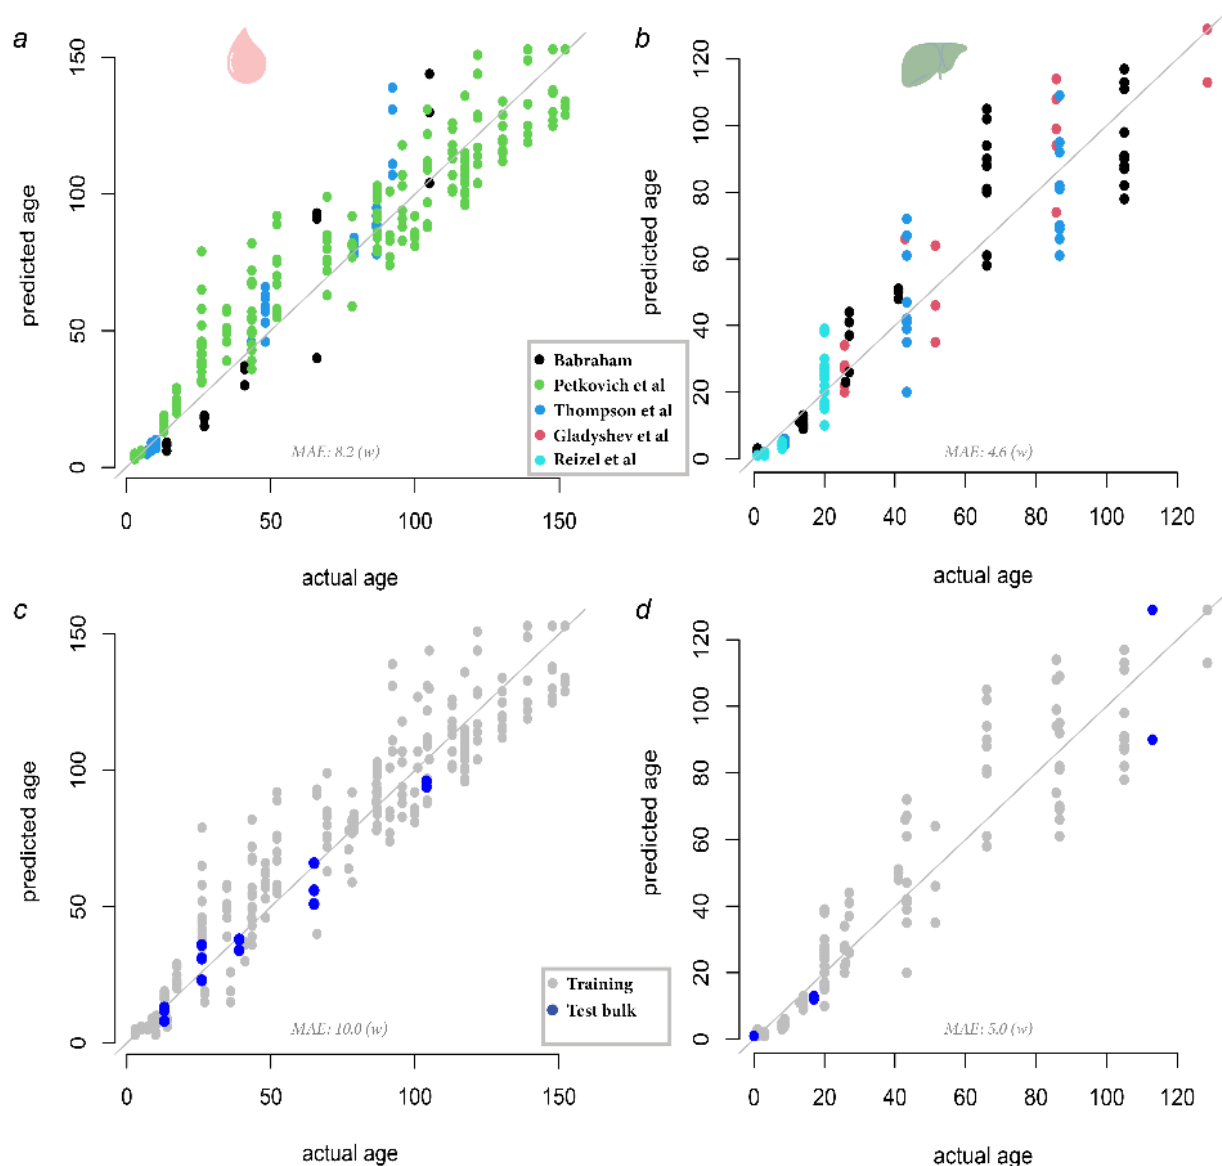 a
150
100
50
0
predicted age
MAE: 8.2 (w)
0 50 100 150
actual age
b
120
100
80
60
40
20
0
predicted age
MAE: 4.6 (w)
0 20 40 60 80 100 120
actual age
Babraham
Petkovich et al
Thompson et al
Gladyshev et al
Reizel et al
c
150
100
50
0
predicted age
MAE: 10.0 (w)
0 50 100 150
actual age
Training
Test bulk
d
120
100
80
60
40
20
0
predicted age
MAE: 5.0 (w)
0 20 40 60 80 100 120
actual age